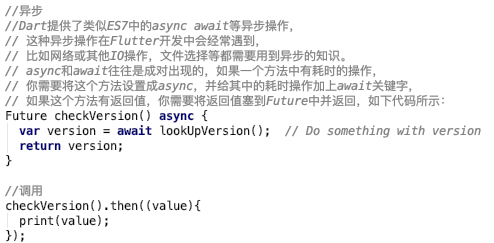 //异步
//Dart提供了类似ES7中的async await等异步操作,
// 这种异步操作在Flutter开发中会经常遇到,
// 比如网络或其他IO操作，文件选择等都需要用到异步的知识。
// async和await往往是成对出现的，如果一个方法中有耗时的操作,
// 你需要将这个方法设置成async，并给其中的耗时操作加上await关键字,
// 如果这个方法有返回值，你需要将返回值塞到Future中并返回，如下代码所示：
Future checkVersion() async {
  var version = await lookUpVersion();  // Do something with version
  return version;
}
//调用
checkVersion().then((value){
  print(value);
});